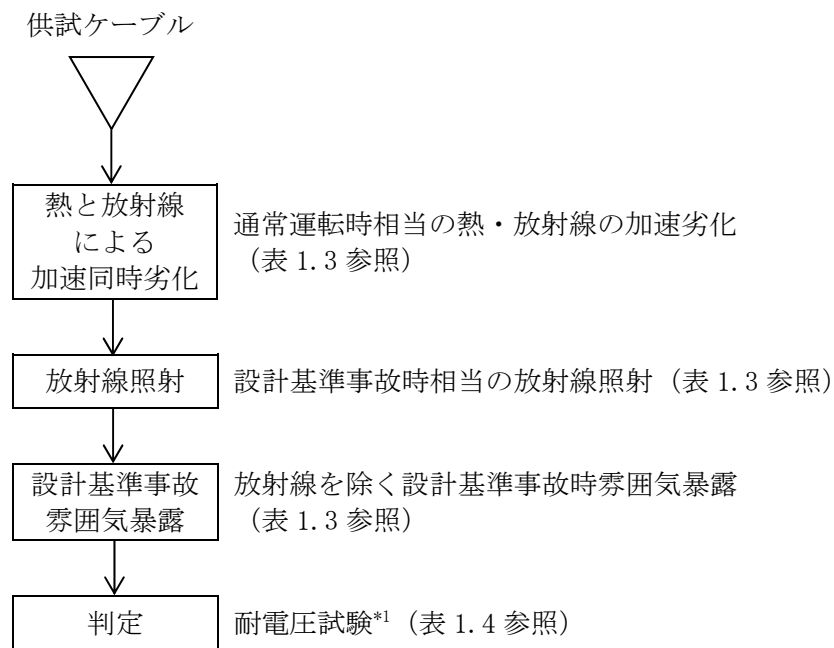 供試ケーブル
熱と放射線
による
加速同時劣化
通常運転時相当の熱・放射線の加速劣化
（表 1.3 参照）
放射線照射
設計基準事故時相当の放射線照射（表 1.3 参照）
設計基準事故
雰囲気暴露
放射線を除く設計基準事故時雰囲気暴露
（表 1.3 参照）
判定
耐電圧試験*1（表 1.4 参照）